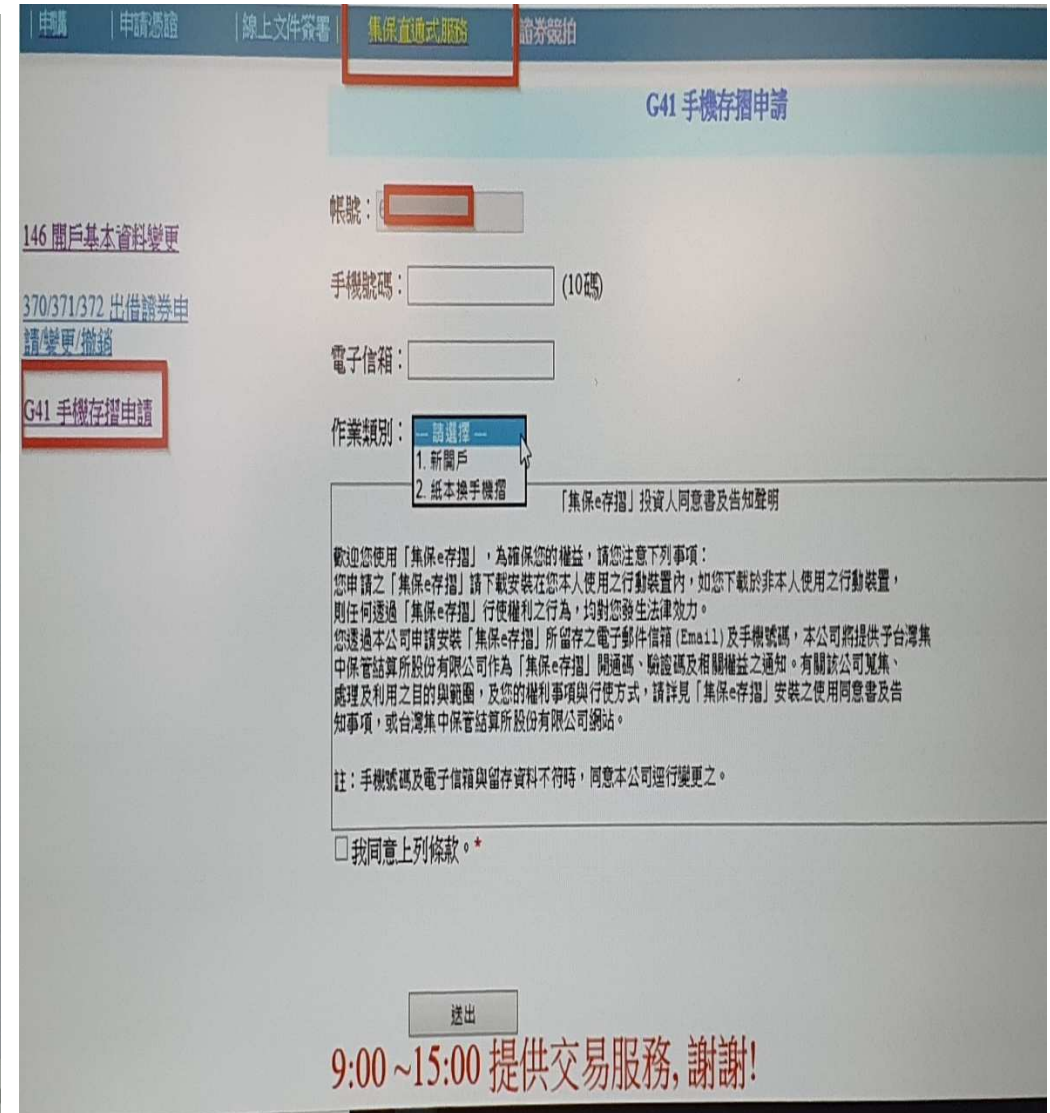 |申購 |申請憑證 |線上文件簽署| 集保直通式服務 |證券競拍
G41 手機存摺申請
146 開戶基本資料變更
370/371/372 出借證券申
請/變更/撤銷
G41 手機存摺申請
帳號：
手機號碼： (10碼)
電子信箱：
作業類別： --- 請選擇 ---
1. 新開戶
2. 紙本換手機摺
「集保e存摺」投資人同意書及告知聲明
歡迎您使用「集保e存摺」，為確保您的權益，請您注意下列事項：
您申請之「集保e存摺」請下載安裝在您本人使用之行動裝置內，如您下載於非本人使用之行動裝置，
則任何透過「集保e存摺」行使權利之行為，均對您發生法律效力。
您透過本公司申請安裝「集保e存摺」所留存之電子郵件信箱(Email)及手機號碼，本公司將提供予台灣集
中保管結算所股份有限公司作為「集保e存摺」開通碼、驗證碼及相關權益之通知。有關該公司蒐集、
處理及利用之目的與範圍，及您的權利事項與行使方式，請詳見「集保e存摺」安裝之使用同意書及告
知事項，或台灣集中保管結算所股份有限公司網站。
註：手機號碼及電子信箱與留存資料不符時，同意本公司逕行變更之。
□我同意上列條款。*
送出
9:00 ~15:00 提供交易服務, 謝謝!